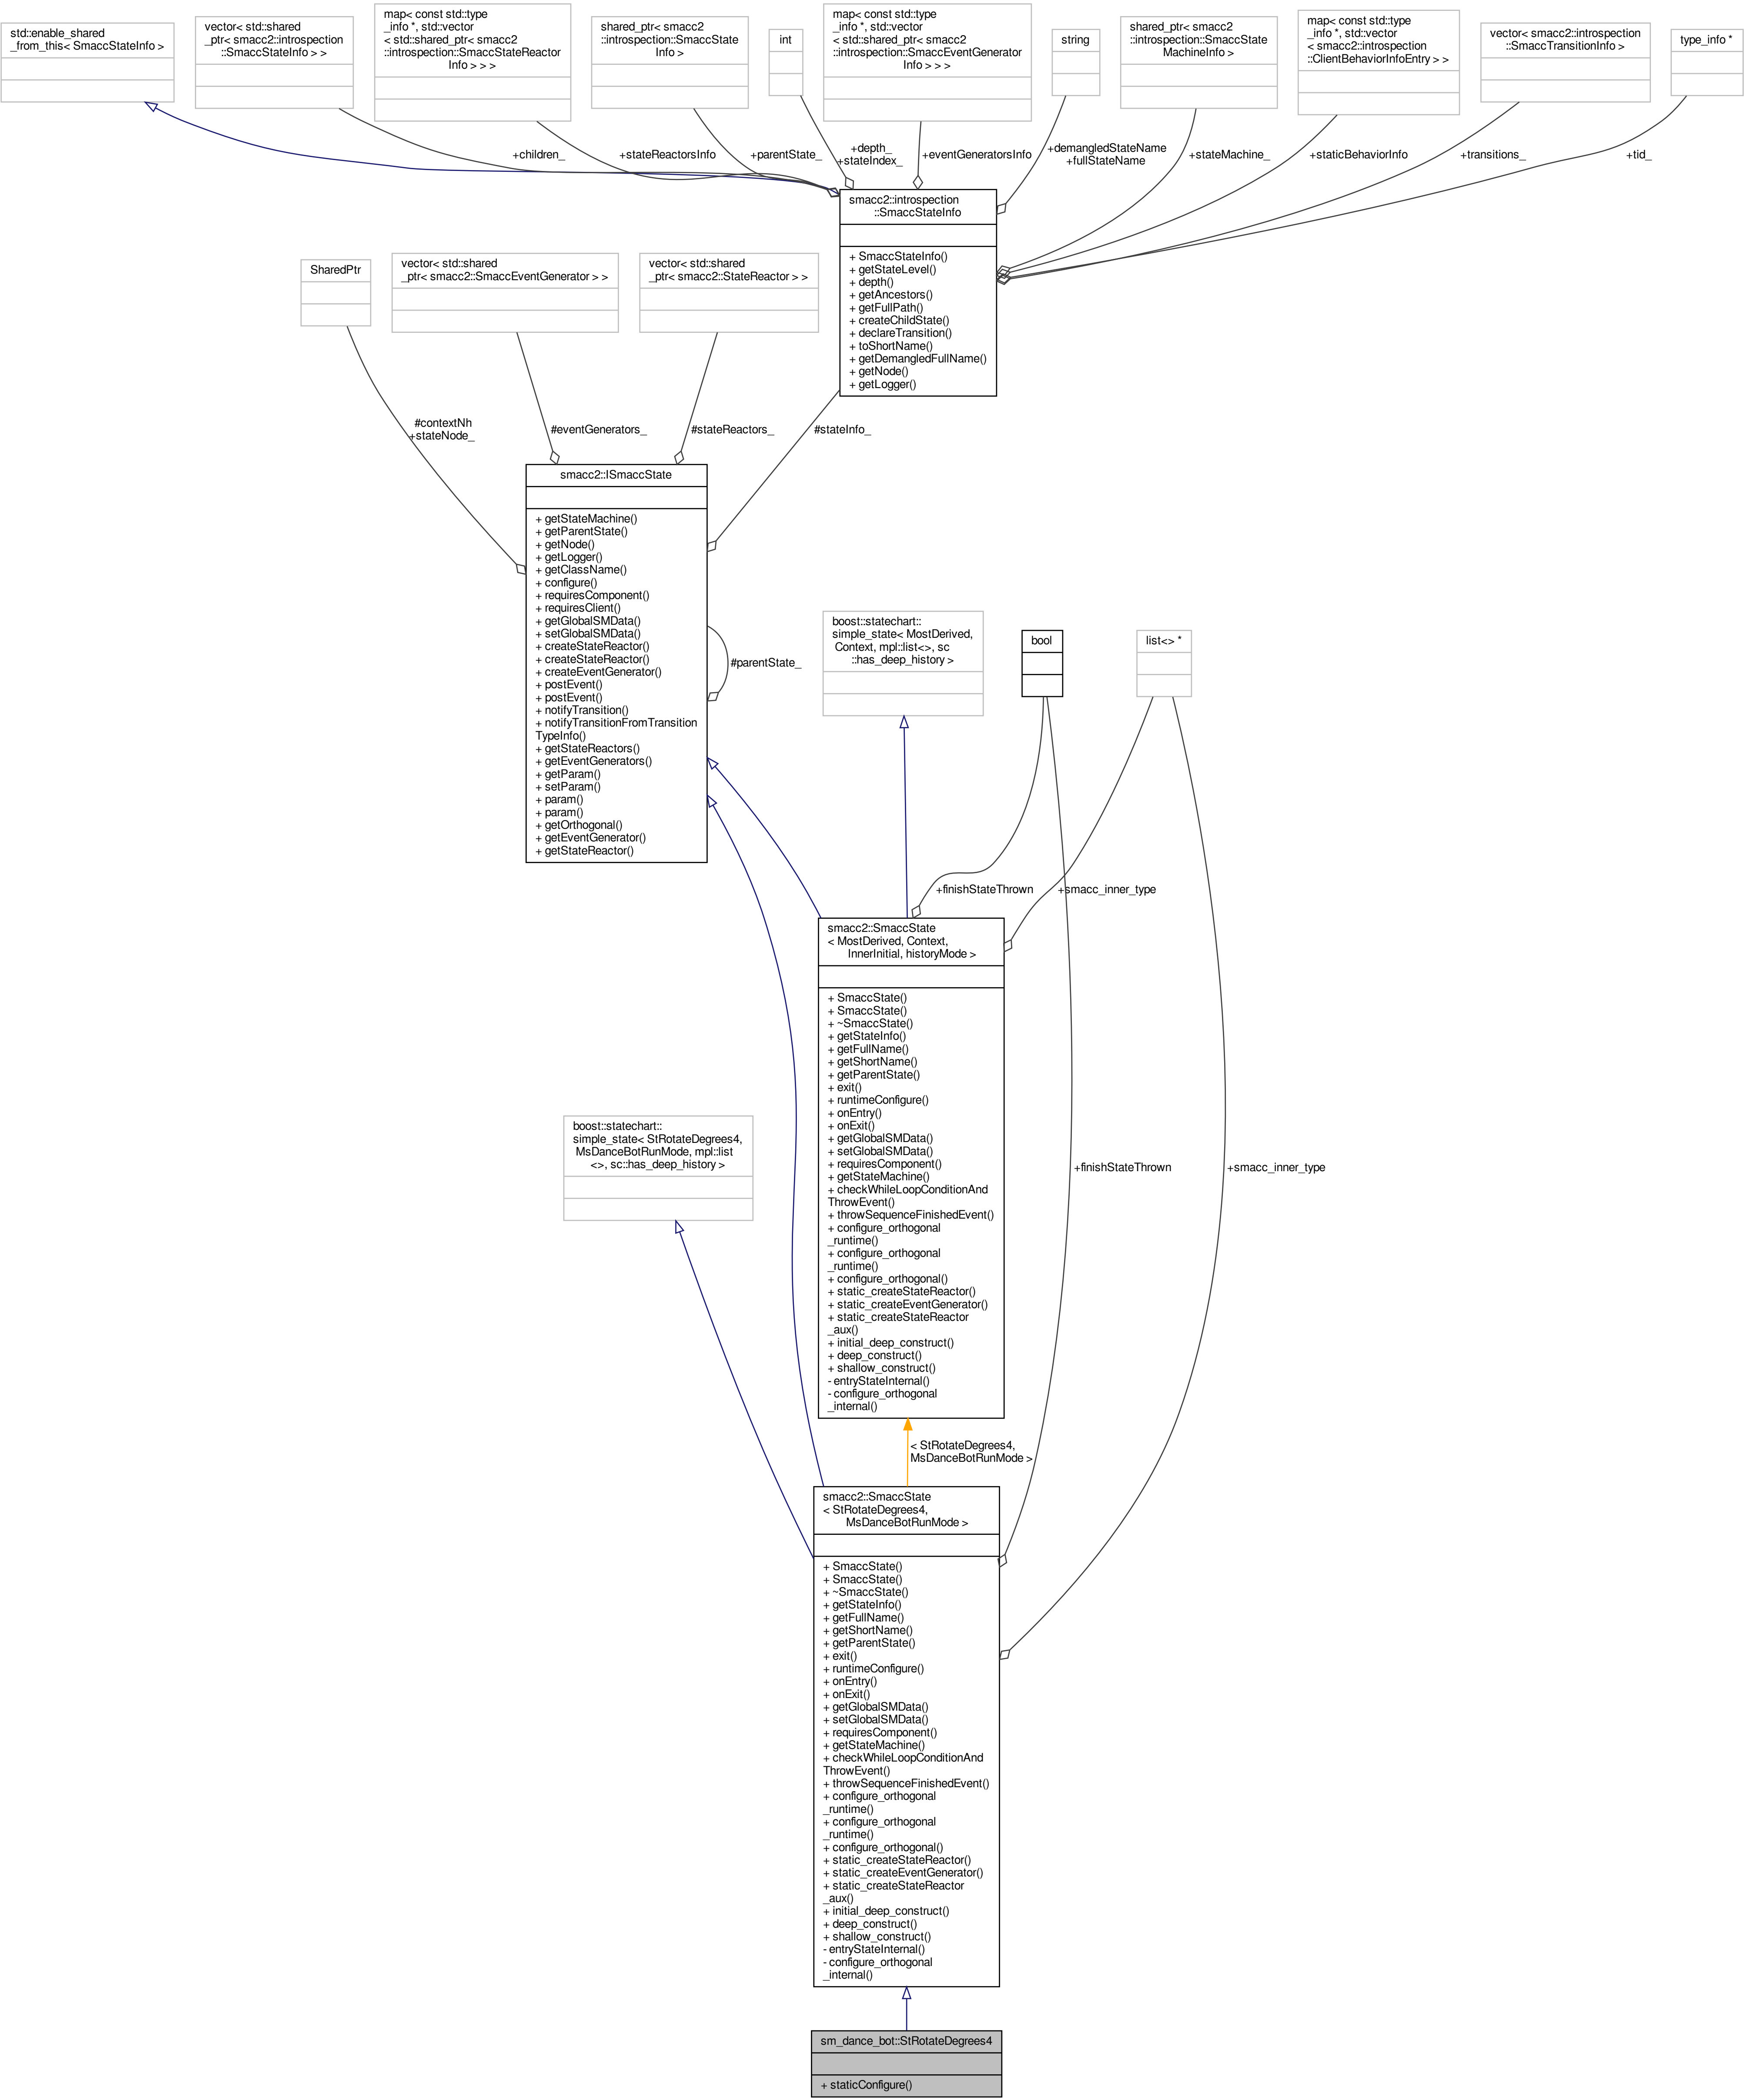 std::enable_shared
_from_this< SmaccStateInfo >
vector< std::shared
_ptr< smacc2::introspection
::SmaccStateInfo > >
map< const std::type
_info *, std::vector
< std::shared_ptr< smacc2
::introspection::SmaccStateReactor
Info > > >
shared_ptr< smacc2
::introspection::SmaccState
Info >
int
map< const std::type
_info *, std::vector
< std::shared_ptr< smacc2
::introspection::SmaccEventGenerator
Info > > >
string
shared_ptr< smacc2
::introspection::SmaccState
MachineInfo >
map< const std::type
_info *, std::vector
< smacc2::introspection
::ClientBehaviorInfoEntry > >
vector< smacc2::introspection
::SmaccTransitionInfo >
type_info *
+children_
+stateReactorsInfo
+parentState_
+depth_
+stateIndex_
+eventGeneratorsInfo
+demangledStateName
+fullStateName
+stateMachine_
+staticBehaviorInfo
+transitions_
+tid_
smacc2::introspection
::SmaccStateInfo
+ SmaccStateInfo()
+ getStateLevel()
+ depth()
+ getAncestors()
+ getFullPath()
+ createChildState()
+ declareTransition()
+ toShortName()
+ getDemangledFullName()
+ getNode()
+ getLogger()
SharedPtr
vector< std::shared
_ptr< smacc2::SmaccEventGenerator > >
vector< std::shared
_ptr< smacc2::StateReactor > >
#contextNh
+stateNode_
#eventGenerators_
#stateReactors_
#stateInfo_
smacc2::ISmaccState
+ getStateMachine()
+ getParentState()
+ getNode()
+ getLogger()
+ getClassName()
+ configure()
+ requiresComponent()
+ requiresClient()
+ getGlobalSMData()
+ setGlobalSMData()
+ createStateReactor()
+ createStateReactor()
+ createEventGenerator()
+ postEvent()
+ postEvent()
+ notifyTransition()
+ notifyTransitionFromTransition
TypeInfo()
+ getStateReactors()
+ getEventGenerators()
+ getParam()
+ setParam()
+ param()
+ param()
+ getOrthogonal()
+ getEventGenerator()
+ getStateReactor()
#parentState_
boost::statechart::
simple_state< MostDerived,
Context, mpl::list<>, sc
::has_deep_history >
bool
list<> *
+finishStateThrown
+smacc_inner_type
smacc2::SmaccState
< MostDerived, Context,
InnerInitial, historyMode >
+ SmaccState()
+ SmaccState()
+ ~SmaccState()
+ getStateInfo()
+ getFullName()
+ getShortName()
+ getParentState()
+ exit()
+ runtimeConfigure()
+ onEntry()
+ onExit()
+ getGlobalSMData()
+ setGlobalSMData()
+ requiresComponent()
+ getStateMachine()
+ checkWhileLoopConditionAnd
ThrowEvent()
+ throwSequenceFinishedEvent()
+ configure_orthogonal
_runtime()
+ configure_orthogonal
_runtime()
+ configure_orthogonal()
+ static_createStateReactor()
+ static_createEventGenerator()
+ static_createStateReactor
_aux()
+ initial_deep_construct()
+ deep_construct()
+ shallow_construct()
- entryStateInternal()
- configure_orthogonal
_internal()
boost::statechart::
simple_state< StRotateDegrees4,
MsDanceBotRunMode, mpl::list
<>, sc::has_deep_history >
+finishStateThrown
+smacc_inner_type
< StRotateDegrees4,
MsDanceBotRunMode >
smacc2::SmaccState
< StRotateDegrees4,
MsDanceBotRunMode >
+ SmaccState()
+ SmaccState()
+ ~SmaccState()
+ getStateInfo()
+ getFullName()
+ getShortName()
+ getParentState()
+ exit()
+ runtimeConfigure()
+ onEntry()
+ onExit()
+ getGlobalSMData()
+ setGlobalSMData()
+ requiresComponent()
+ getStateMachine()
+ checkWhileLoopConditionAnd
ThrowEvent()
+ throwSequenceFinishedEvent()
+ configure_orthogonal
_runtime()
+ configure_orthogonal
_runtime()
+ configure_orthogonal()
+ static_createStateReactor()
+ static_createEventGenerator()
+ static_createStateReactor
_aux()
+ initial_deep_construct()
+ deep_construct()
+ shallow_construct()
- entryStateInternal()
- configure_orthogonal
_internal()
sm_dance_bot::StRotateDegrees4
+ staticConfigure()